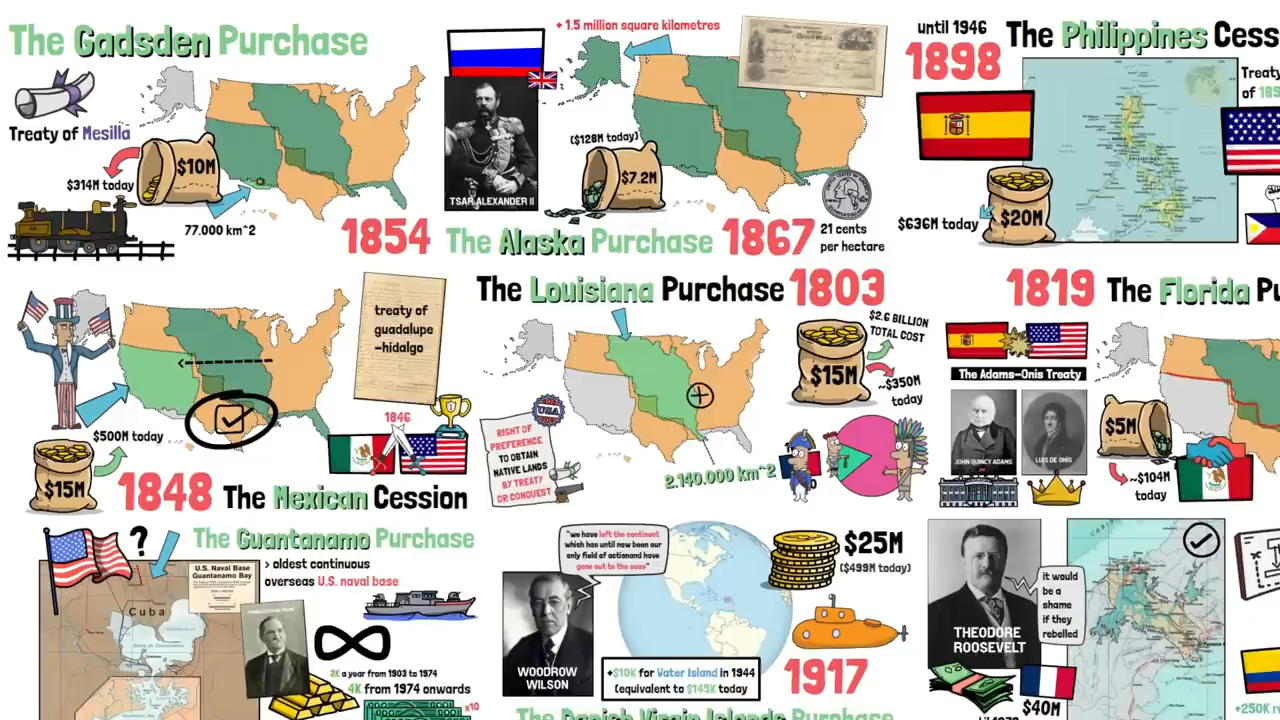 The Gadsden Purchase
Treaty of Mesilla
$10M
$314M today
77.000 km^2
1854
+ 1.5 million square kilometres
TSAR ALEXANDER II
($128M today)
$7.2M
The Alaska Purchase 1867
21 cents
per hectare
until 1946
1898
The Philippines Cess
Treaty
of 189
$636M today
$20M
treaty of
guadalupe
-hidalgo
$500M today
$15M
1846
1848 The Mexican Cession
The Louisiana Purchase 1803
$2.6 BILLION
TOTAL COST
$15M
~$350M
today
RIGHT OF
PREFERENCE
TO OBTAIN
NATIVE LANDS
BY TREATY
OR CONQUEST
USA
2.140.000 km^2
1819 The Florida Pu
The Adams-Onis Treaty
JOHN QUINCY ADAMS
LUIS DE ONÍS
$5M
~$104M
today
The Guantanamo Purchase
?
> oldest continuous
overseas U.S. naval base
U.S. Naval Base
Guantanamo Bay
Cuba
2K a year from 1903 to 1974
4K from 1974 onwards
x10
"we have left the continent
which has until now been our
only field of actionand have
gone out to the seas"
WOODROW
WILSON
$25M
($499M today)
+$10K for Water Island in 1944
(equivalent to $145K today
1917
The Danish Virgin Islands Purchase
THEODORE
ROOSEVELT
it would
be a
shame
if they
rebelled
$40M
+250K